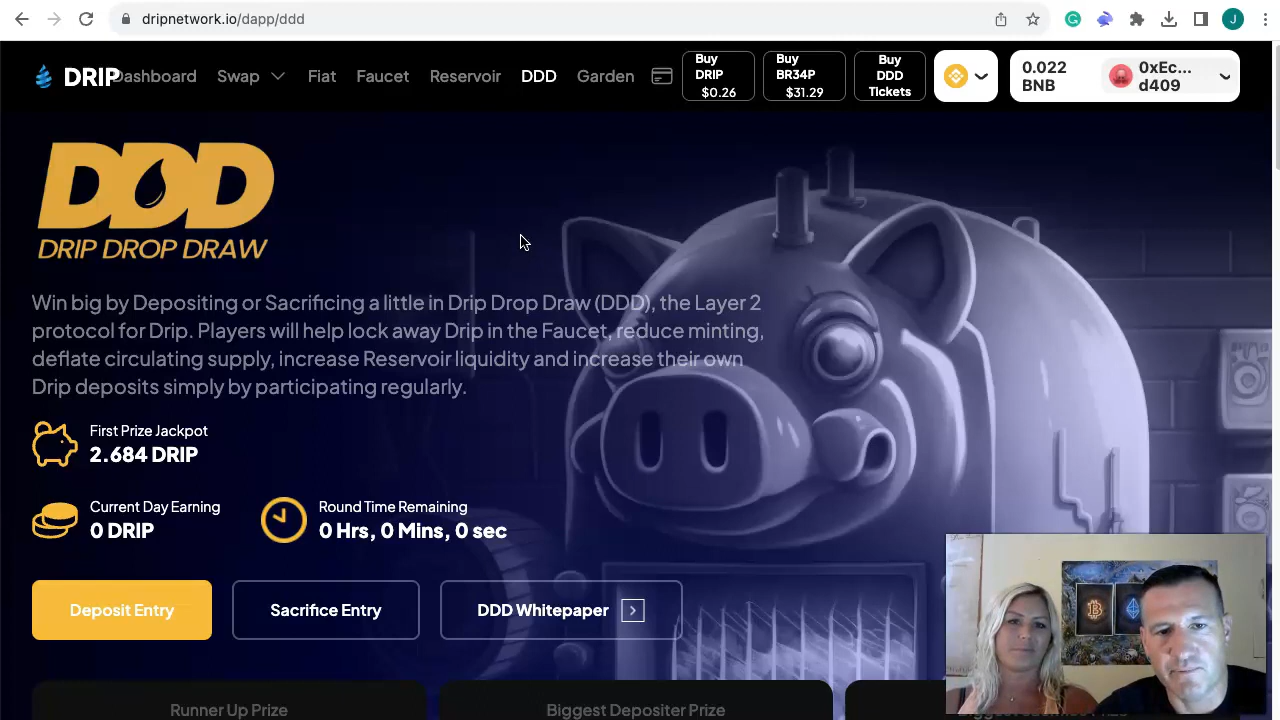 dripnetwork.io/dapp/ddd
J
DRIP
Dashboard
Swap
Fiat
Faucet
Reservoir
DDD
Garden
Buy
DRIP
$0.26
Buy
BR34P
$31.29
Buy
DDD
Tickets
0.022
BNB
0xEc...
d409
DDD
DRIP DROP DRAW
Win big by Depositing or Sacrificing a little in Drip Drop Draw (DDD), the Layer 2
protocol for Drip. Players will help lock away Drip in the Faucet, reduce minting,
deflate circulating supply, increase Reservoir liquidity and increase their own
Drip deposits simply by participating regularly.
First Prize Jackpot
2.684 DRIP
Current Day Earning
0 DRIP
Round Time Remaining
0 Hrs, 0 Mins, 0 sec
Deposit Entry
Sacrifice Entry
DDD Whitepaper
Runner Up Prize
Biggest Depositer Prize